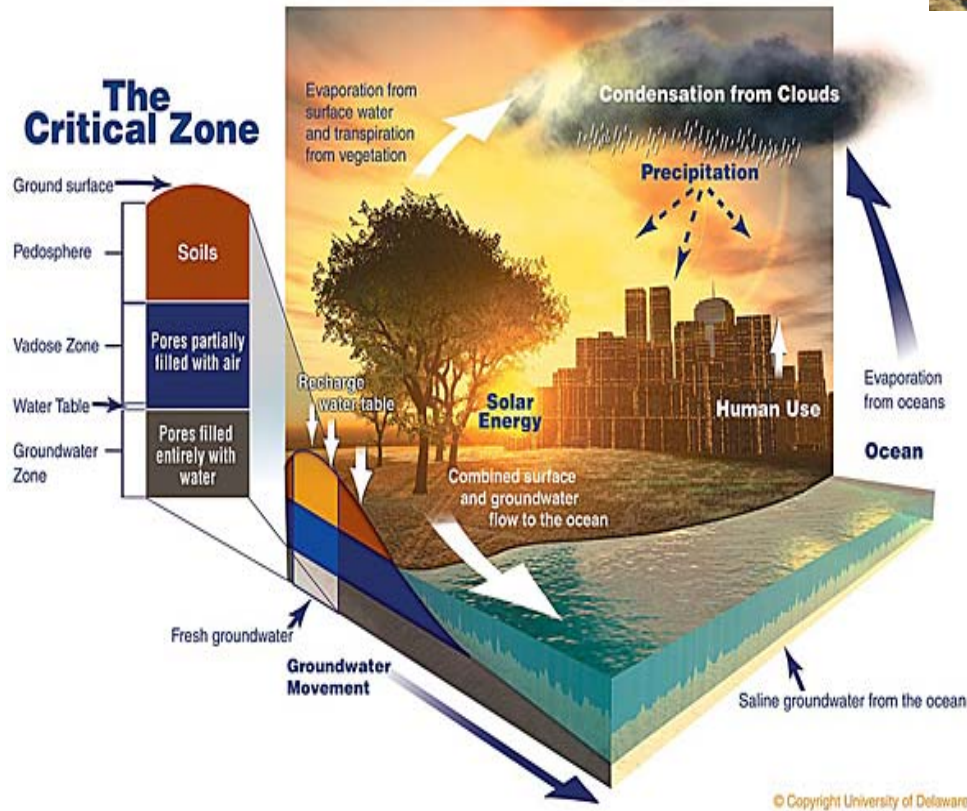 The
Critical Zone
Ground surface
Pedosphere
Soils
Vadose Zone
Pores partially
filled with air
Water Table
Groundwater
Zone
Pores filled
entirely with
water
Evaporation from
surface water
and transpiration
from vegetation
Condensation from Clouds
Precipitation
Recharge
water table
Solar
Energy
Human Use
Evaporation
from oceans
Ocean
Combined surface
and groundwater
flow to the ocean
Fresh groundwater
Groundwater
Movement
Saline groundwater from the ocean
© Copyright University of Delaware